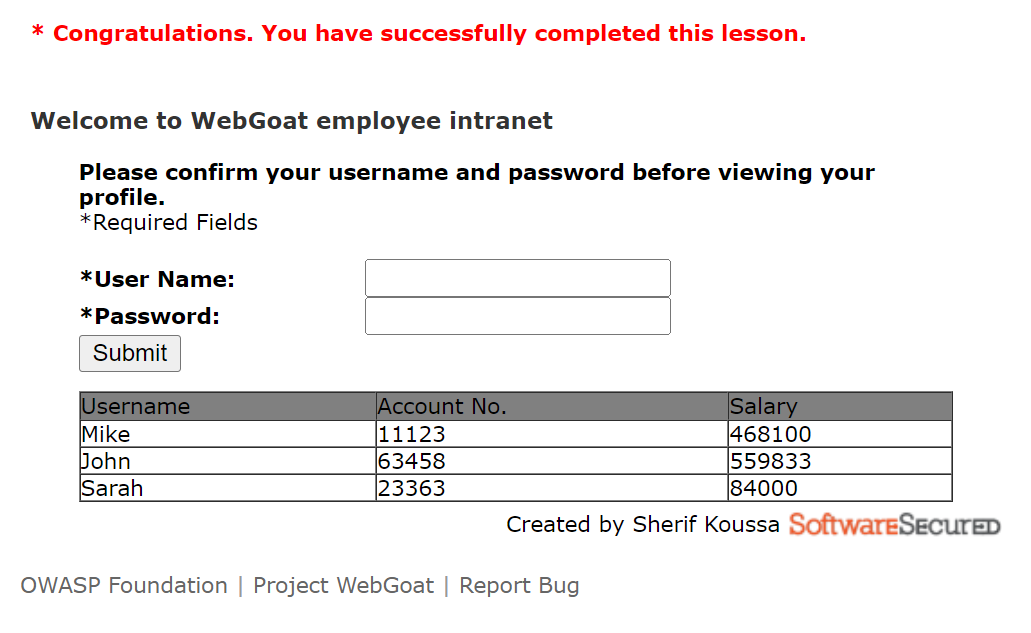 * Congratulations. You have successfully completed this lesson.
Welcome to WebGoat employee intranet
Please confirm your username and password before viewing your
profile.
*Required Fields
*User Name:
*Password:
Submit
Username Account No. Salary
Mike 11123 468100
John 63458 559833
Sarah 23363 84000
Created by Sherif Koussa SoftwareSecured
OWASP Foundation | Project WebGoat | Report Bug